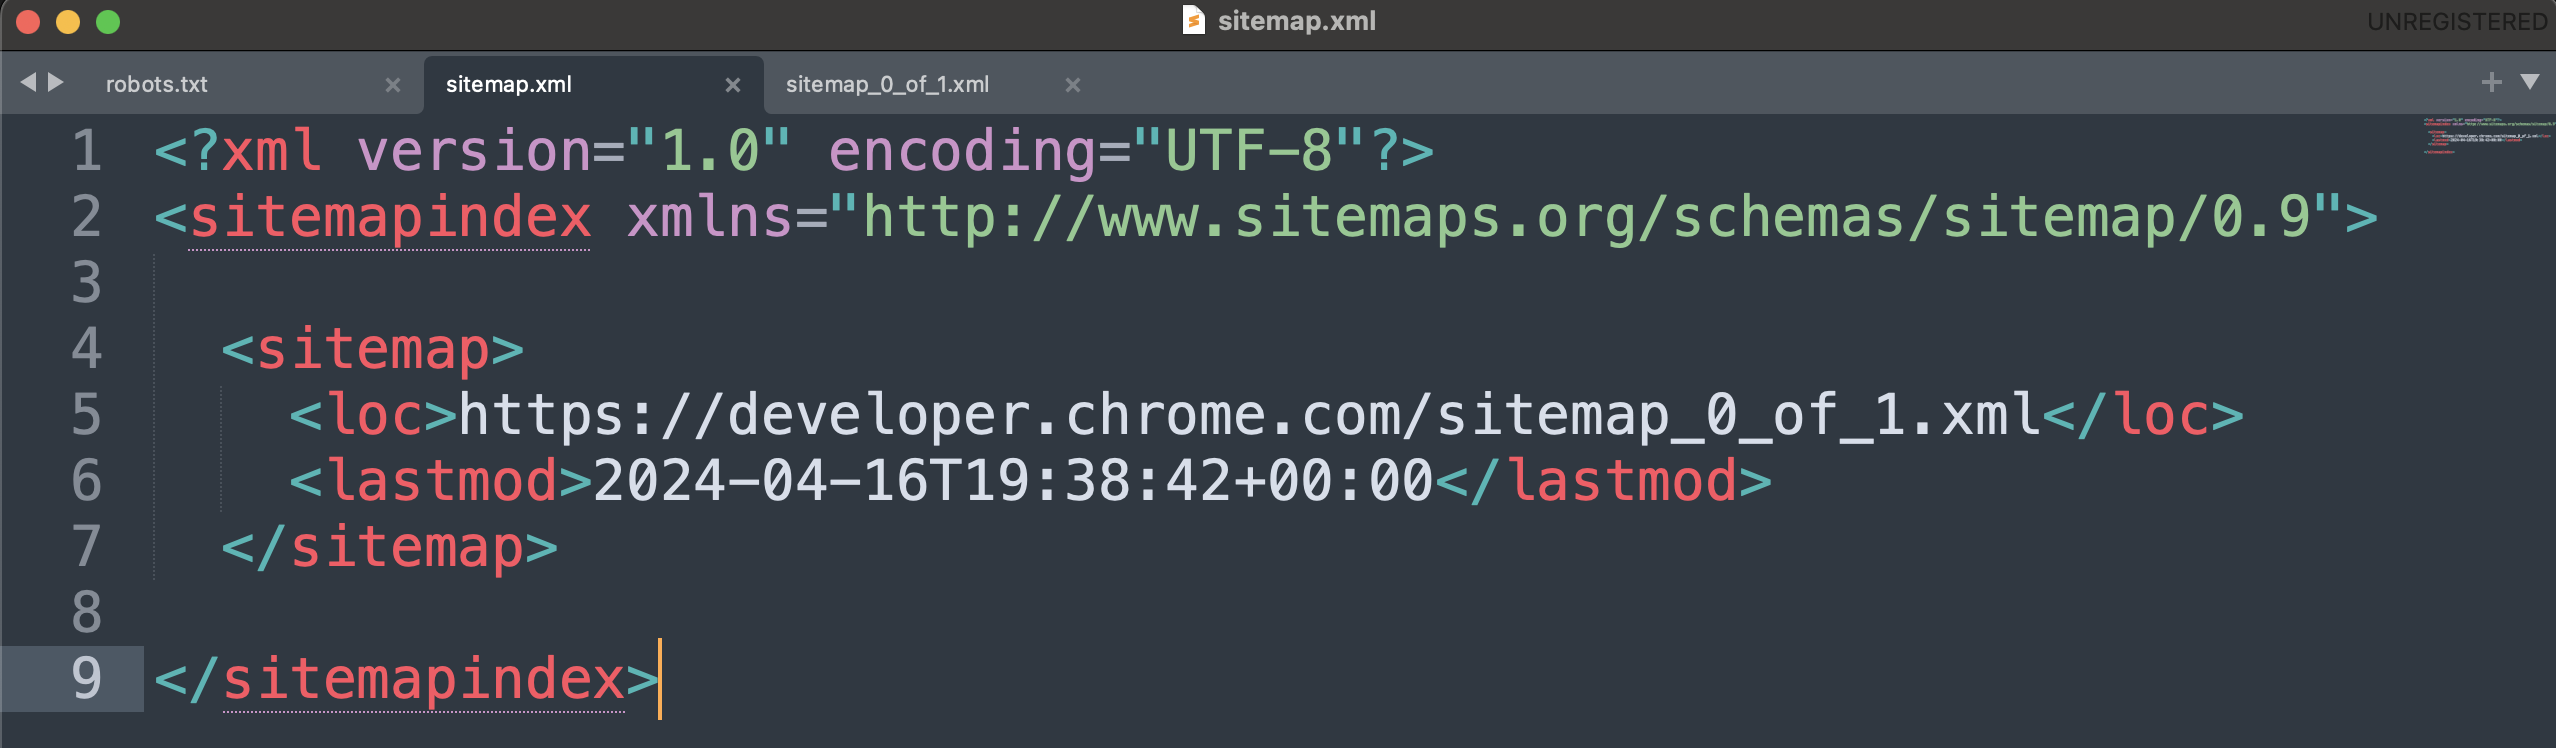 sitemap.xml
UNREGISTERED
robots.txt
sitemap.xml
sitemap_0_of_1.xml
1 <?xml version="1.0" encoding="UTF-8"?>
2 <sitemapindex xmlns="http://www.sitemaps.org/schemas/sitemap/0.9">
3
4   <sitemap>
5     <loc>https://developer.chrome.com/sitemap_0_of_1.xml</loc>
6     <lastmod>2024-04-16T19:38:42+00:00</lastmod>
7   </sitemap>
8
9 </sitemapindex>